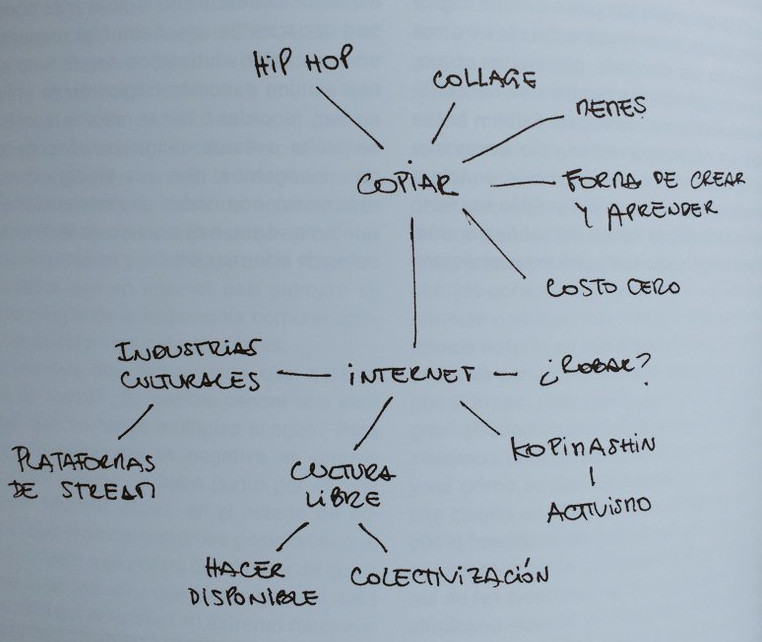 HIP HOP
COLLAGE
MEMES
COPIAR
FORMA DE CREAR
Y APRENDER
COSTO CERO
INDUSTRIAS
CULTURALES
INTERNET
¿ROBAR?
PLATAFORMAS
DE STREAM
CULTURA
LIBRE
KOPIMASHIN
ACTIVISMO
HACER
DISPONIBLE
COLECTIVIZACIÓN